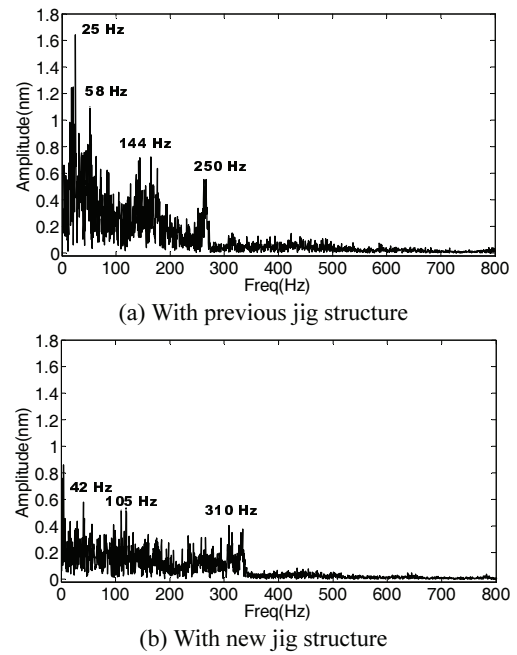 1.8
1.6
1.4
1.2
1
0.8
0.6
0.4
0.2
0
Amplitude(nm)
25 Hz
58 Hz
144 Hz
250 Hz
0 100 200 300 400 500 600 700 800
Freq(Hz)
(a) With previous jig structure
1.8
1.6
1.4
1.2
1
0.8
0.6
0.4
0.2
0
Amplitude(nm)
42 Hz
105 Hz
310 Hz
0 100 200 300 400 500 600 700 800
Freq(Hz)
(b) With new jig structure